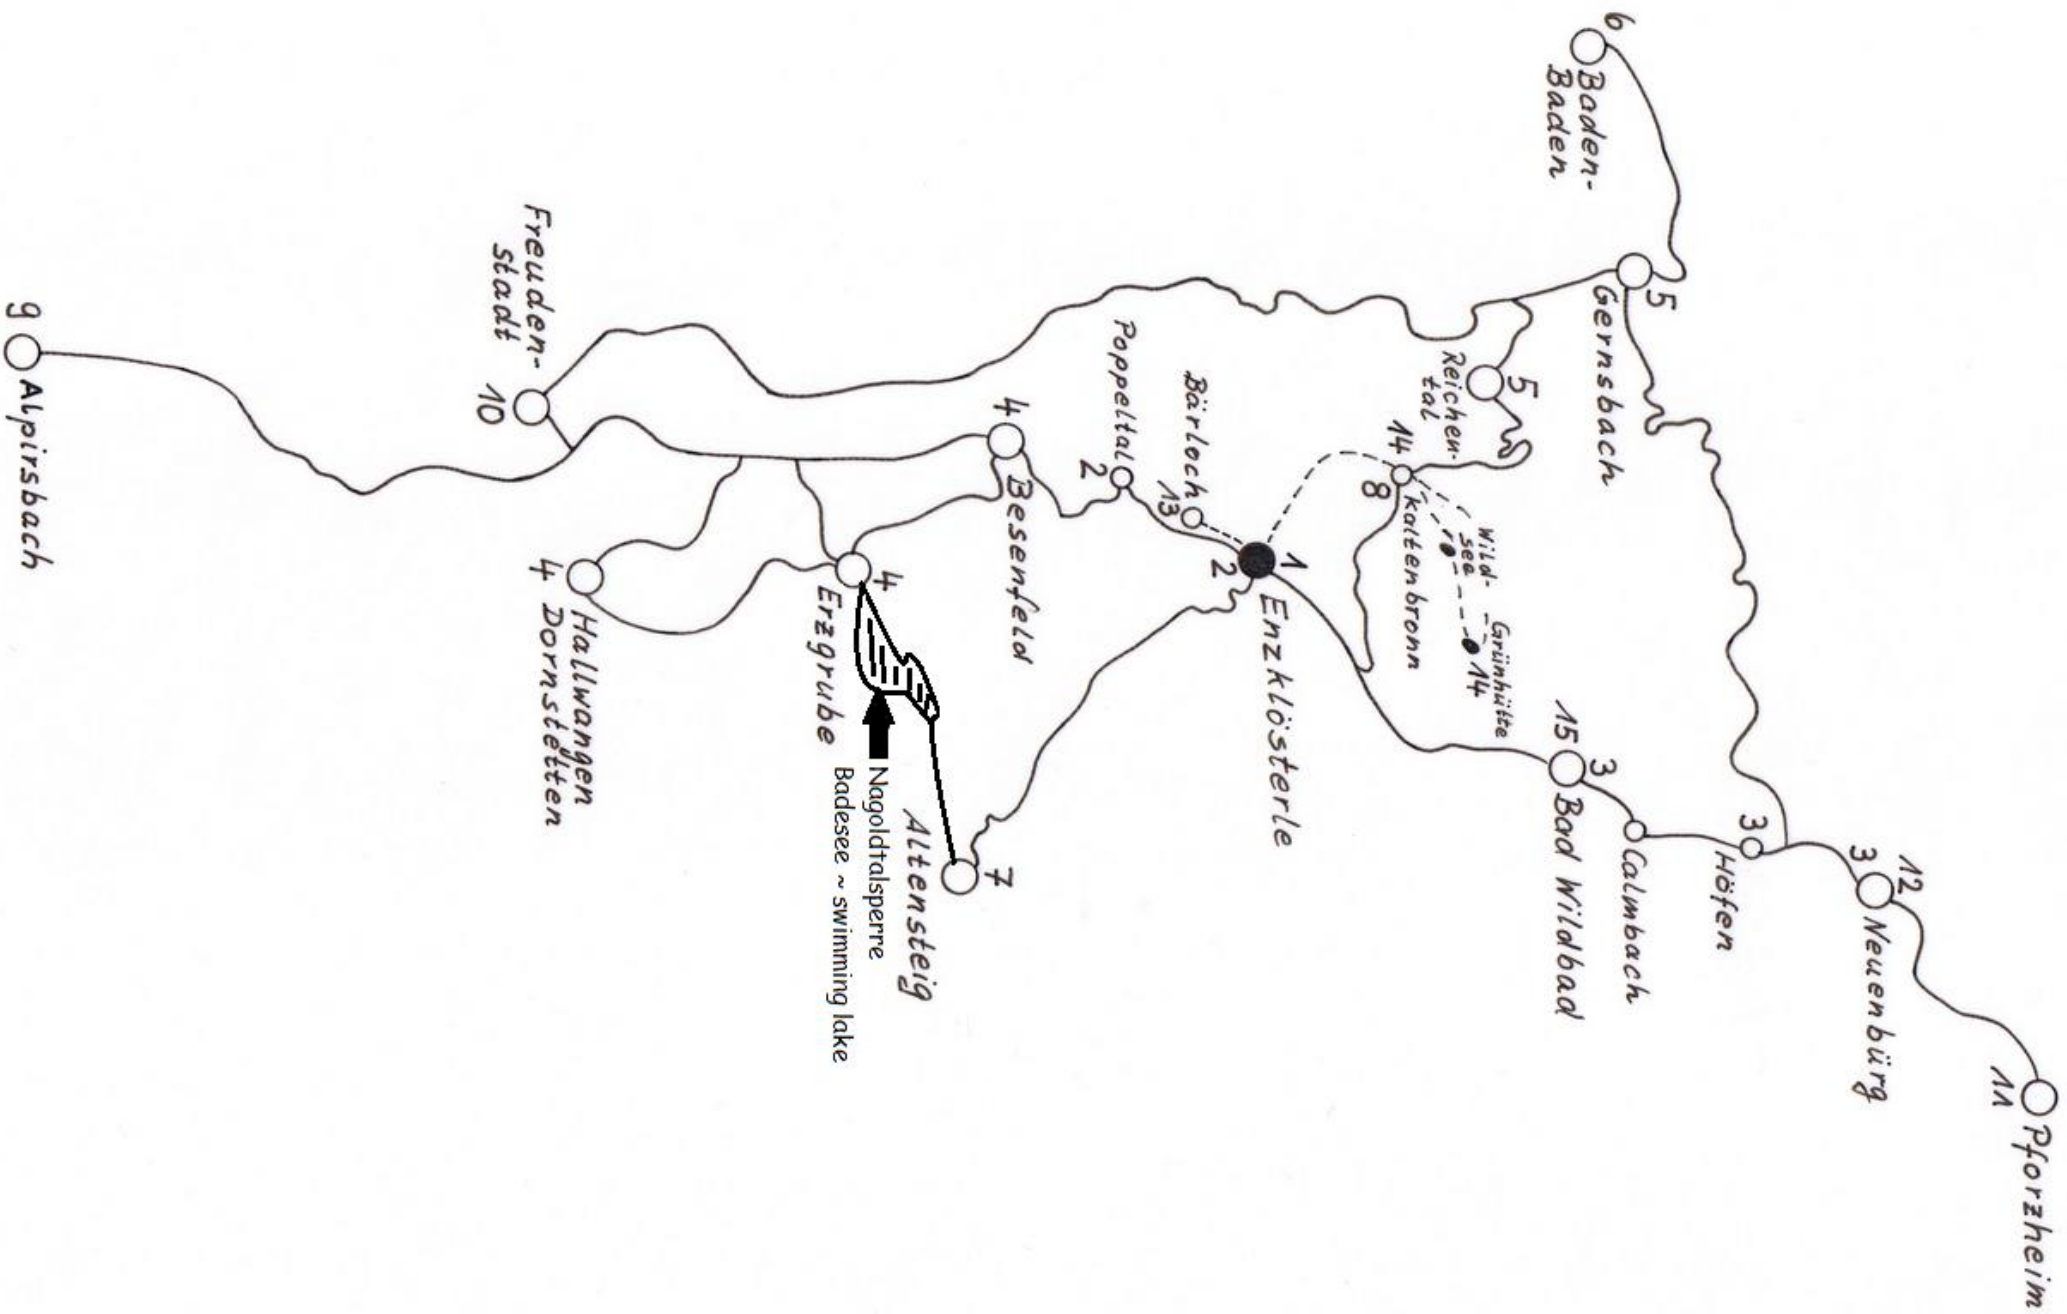 11
Pforzheim
12
3
Neuenbürg
3
Höfen
5
Gernsbach
Calmbach
6
Baden-
Baden
15
3
Bad Wildbad
5
Reichen-
tal
Wild-
see
Grünhütte
14
14
8
Kaltenbronn
1
2
Enzklösterle
Bärloch
13
Poppeltal
2
4
Besenfeld
7
Altensteig
4
Erzgrube
Nagoldtalsperre
Badesee ~ swimming lake
Freuden-
stadt
10
4
Hallwangen
Dornstetten
9
Alpirsbach